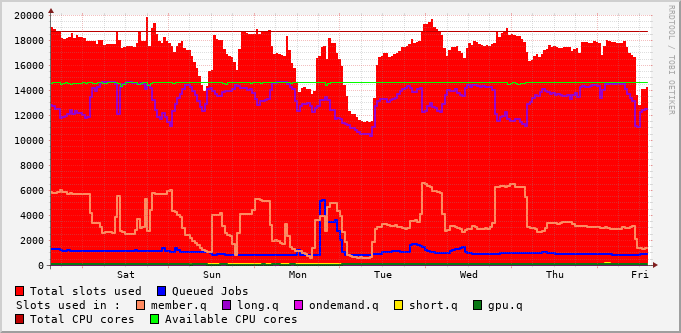 20000
18000
16000
14000
12000
10000
8000
6000
4000
2000
0
Sat Sun Mon Tue Wed Thu Fri
RRDTOOL / TOBI OETIKER
Total slots used Queued Jobs
Slots used in : member.q long.q ondemand.q short.q gpu.q
Total CPU cores Available CPU cores